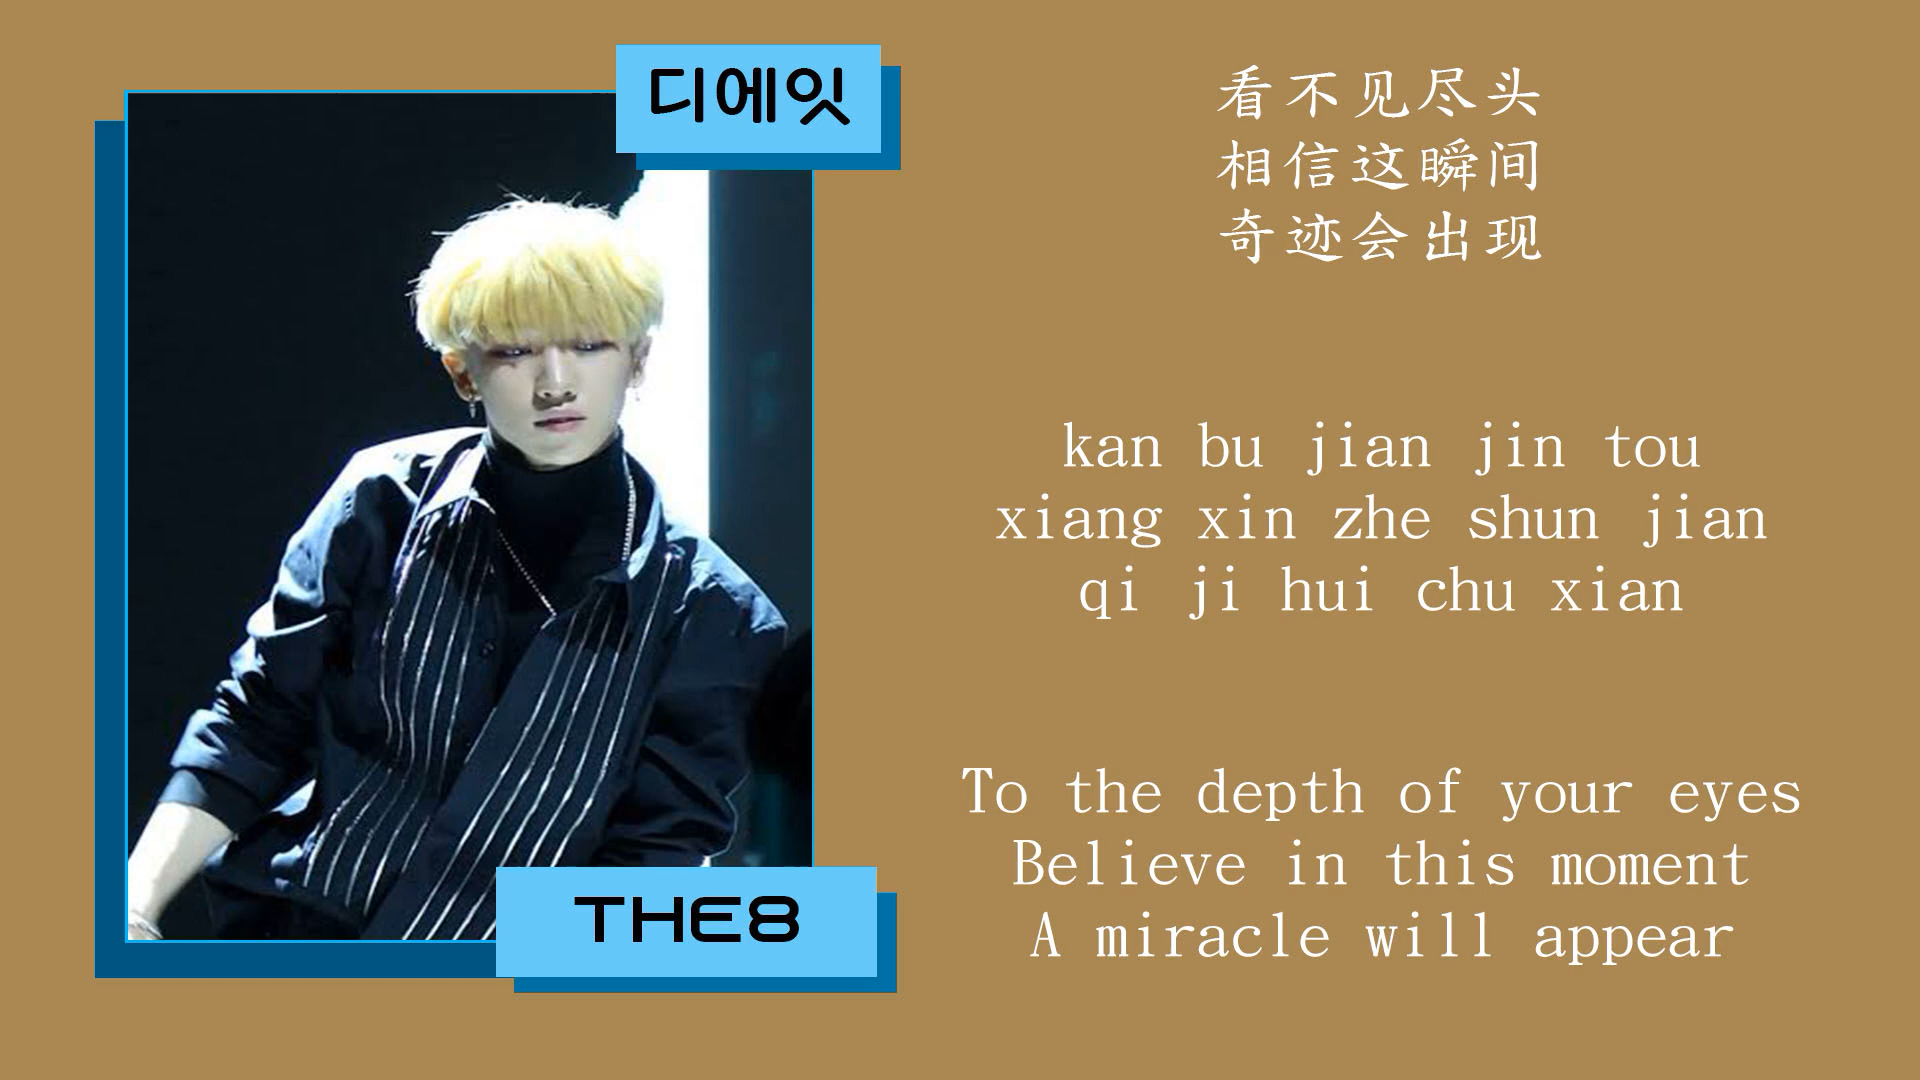 디에잇
THE8
看不见尽头
相信这瞬间
奇迹会出现
kan bu jian jin tou
xiang xin zhe shun jian
qi ji hui chu xian
To the depth of your eyes
Believe in this moment
A miracle will appear